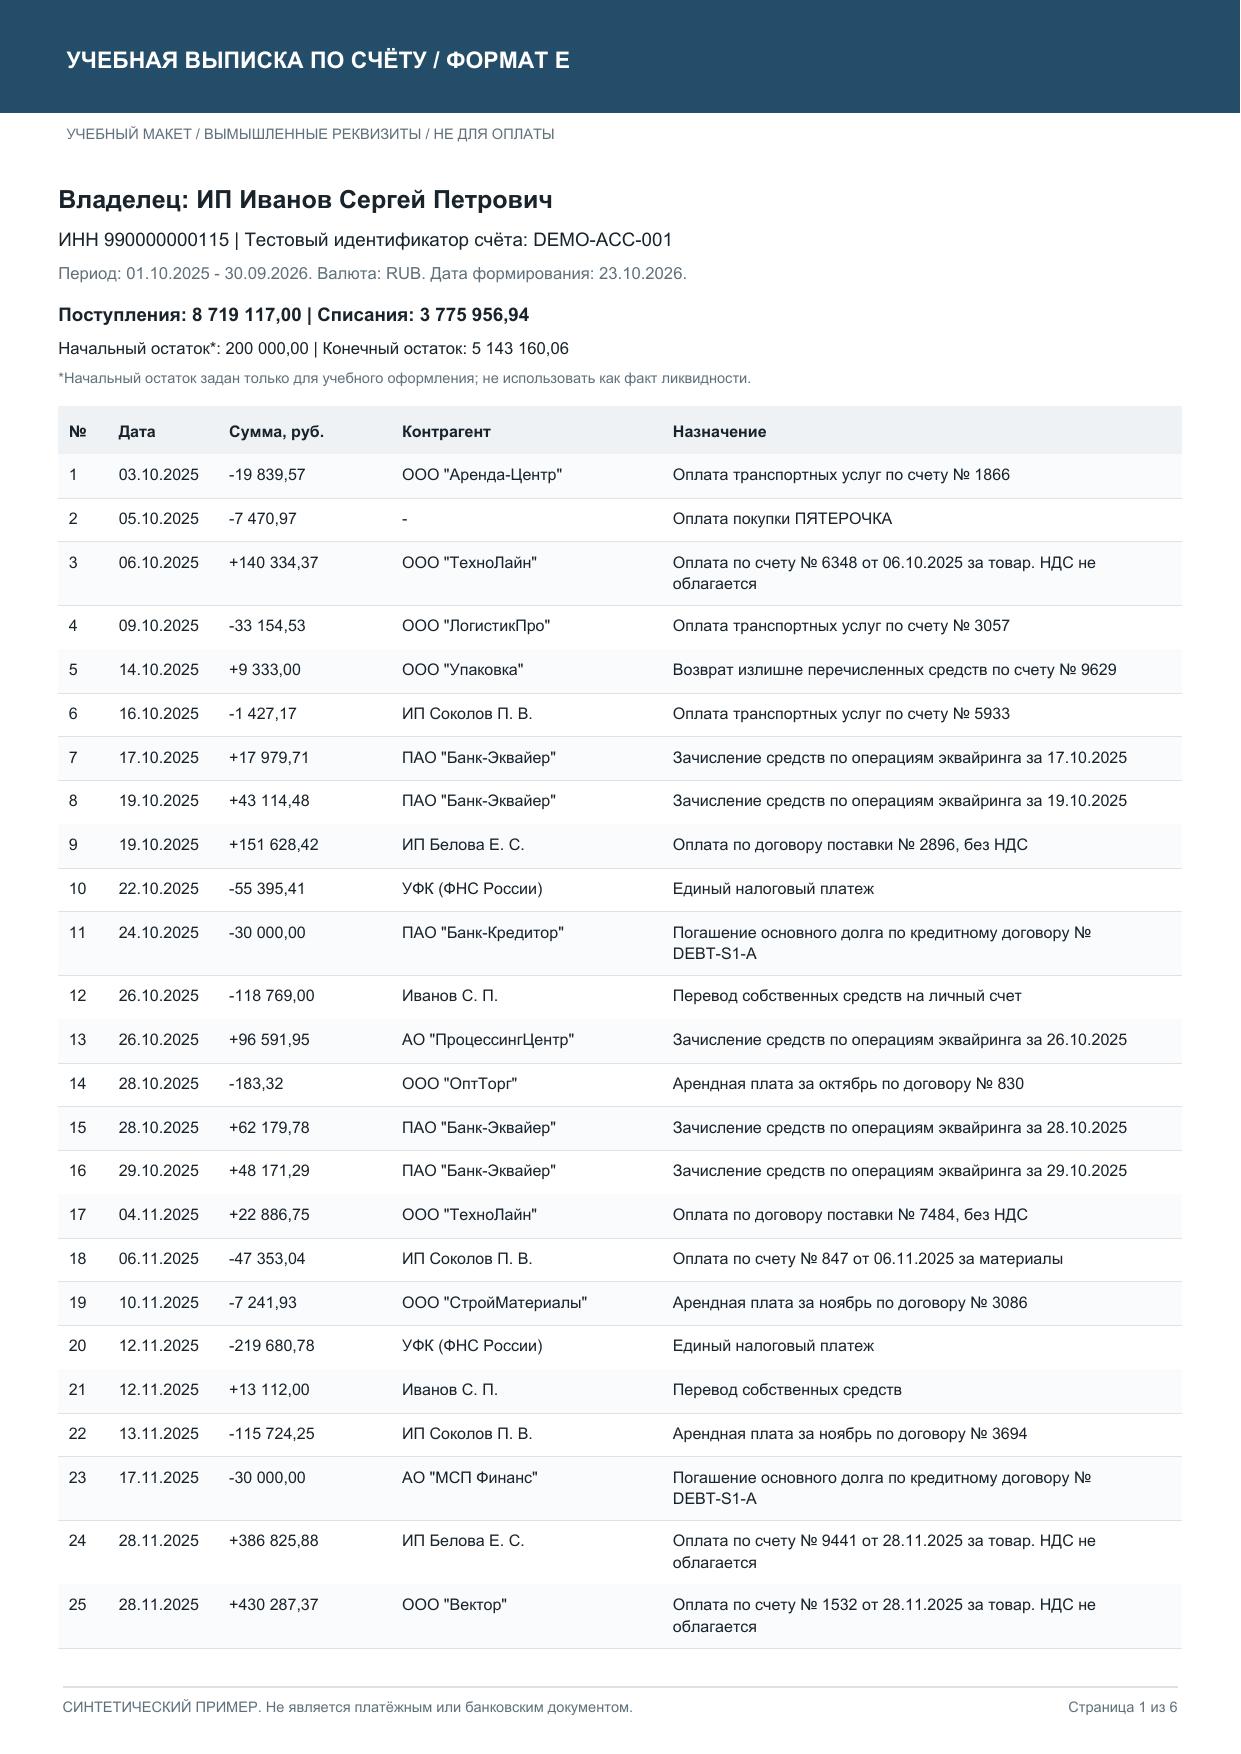 УЧЕБНАЯ ВЫПИСКА ПО СЧЁТУ / ФОРМАТ Е
УЧЕБНЫЙ МАКЕТ / ВЫМЫШЛЕННЫЕ РЕКВИЗИТЫ / НЕ ДЛЯ ОПЛАТЫ
Владелец: ИП Иванов Сергей Петрович
ИНН 990000000115 | Тестовый идентификатор счёта: DEMO-ACC-001
Период: 01.10.2025 - 30.09.2026. Валюта: RUB. Дата формирования: 23.10.2026.
Поступления: 8 719 117,00 | Списания: 3 775 956,94
Начальный остаток*: 200 000,00 | Конечный остаток: 5 143 160,06
*Начальный остаток задан только для учебного оформления; не использовать как факт ликвидности.
№ Дата Сумма, руб. Контрагент Назначение
1 03.10.2025 -19 839,57 ООО "Аренда-Центр" Оплата транспортных услуг по счету № 1866
2 05.10.2025 -7 470,97 - Оплата покупки ПЯТЕРОЧКА
3 06.10.2025 +140 334,37 ООО "ТехноЛайн" Оплата по счету № 6348 от 06.10.2025 за товар. НДС не
облагается
4 09.10.2025 -33 154,53 ООО "ЛогистикПро" Оплата транспортных услуг по счету № 3057
5 14.10.2025 +9 333,00 ООО "Упаковка" Возврат излишне перечисленных средств по счету № 9629
6 16.10.2025 -1 427,17 ИП Соколов П. В. Оплата транспортных услуг по счету № 5933
7 17.10.2025 +17 979,71 ПАО "Банк-Эквайер" Зачисление средств по операциям эквайринга за 17.10.2025
8 19.10.2025 +43 114,48 ПАО "Банк-Эквайер" Зачисление средств по операциям эквайринга за 19.10.2025
9 19.10.2025 +151 628,42 ИП Белова Е. С. Оплата по договору поставки № 2896, без НДС
10 22.10.2025 -55 395,41 УФК (ФНС России) Единый налоговый платеж
11 24.10.2025 -30 000,00 ПАО "Банк-Кредитор" Погашение основного долга по кредитному договору №
DEBT-S1-A
12 26.10.2025 -118 769,00 Иванов С. П. Перевод собственных средств на личный счет
13 26.10.2025 +96 591,95 АО "ПроцессингЦентр" Зачисление средств по операциям эквайринга за 26.10.2025
14 28.10.2025 -183,32 ООО "ОптТорг" Арендная плата за октябрь по договору № 830
15 28.10.2025 +62 179,78 ПАО "Банк-Эквайер" Зачисление средств по операциям эквайринга за 28.10.2025
16 29.10.2025 +48 171,29 ПАО "Банк-Эквайер" Зачисление средств по операциям эквайринга за 29.10.2025
17 04.11.2025 +22 886,75 ООО "ТехноЛайн" Оплата по договору поставки № 7484, без НДС
18 06.11.2025 -47 353,04 ИП Соколов П. В. Оплата по счету № 847 от 06.11.2025 за материалы
19 10.11.2025 -7 241,93 ООО "СтройМатериалы" Арендная плата за ноябрь по договору № 3086
20 12.11.2025 -219 680,78 УФК (ФНС России) Единый налоговый платеж
21 12.11.2025 +13 112,00 Иванов С. П. Перевод собственных средств
22 13.11.2025 -115 724,25 ИП Соколов П. В. Арендная плата за ноябрь по договору № 3694
23 17.11.2025 -30 000,00 АО "МСП Финанс" Погашение основного долга по кредитному договору №
DEBT-S1-A
24 28.11.2025 +386 825,88 ИП Белова Е. С. Оплата по счету № 9441 от 28.11.2025 за товар. НДС не
облагается
25 28.11.2025 +430 287,37 ООО "Вектор" Оплата по счету № 1532 от 28.11.2025 за товар. НДС не
облагается
СИНТЕТИЧЕСКИЙ ПРИМЕР. Не является платёжным или банковским документом. Страница 1 из 6